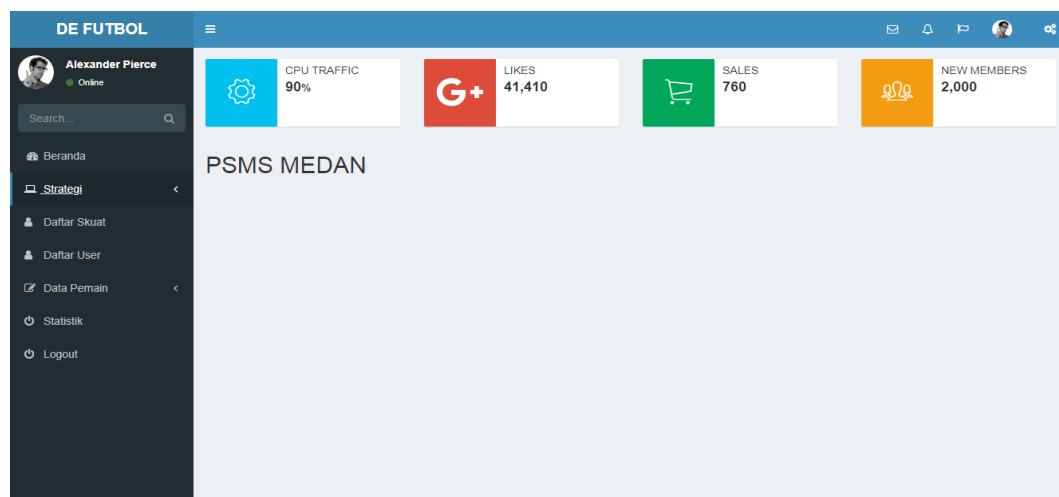 DE FUTBOL
Alexander Pierce
Online
Search...
Beranda
Strategi
Daftar Skuat
Daftar User
Data Pemain
Statistik
Logout
CPU TRAFFIC
90%
G+
LIKES
41,410
SALES
760
NEW MEMBERS
2,000
PSMS MEDAN